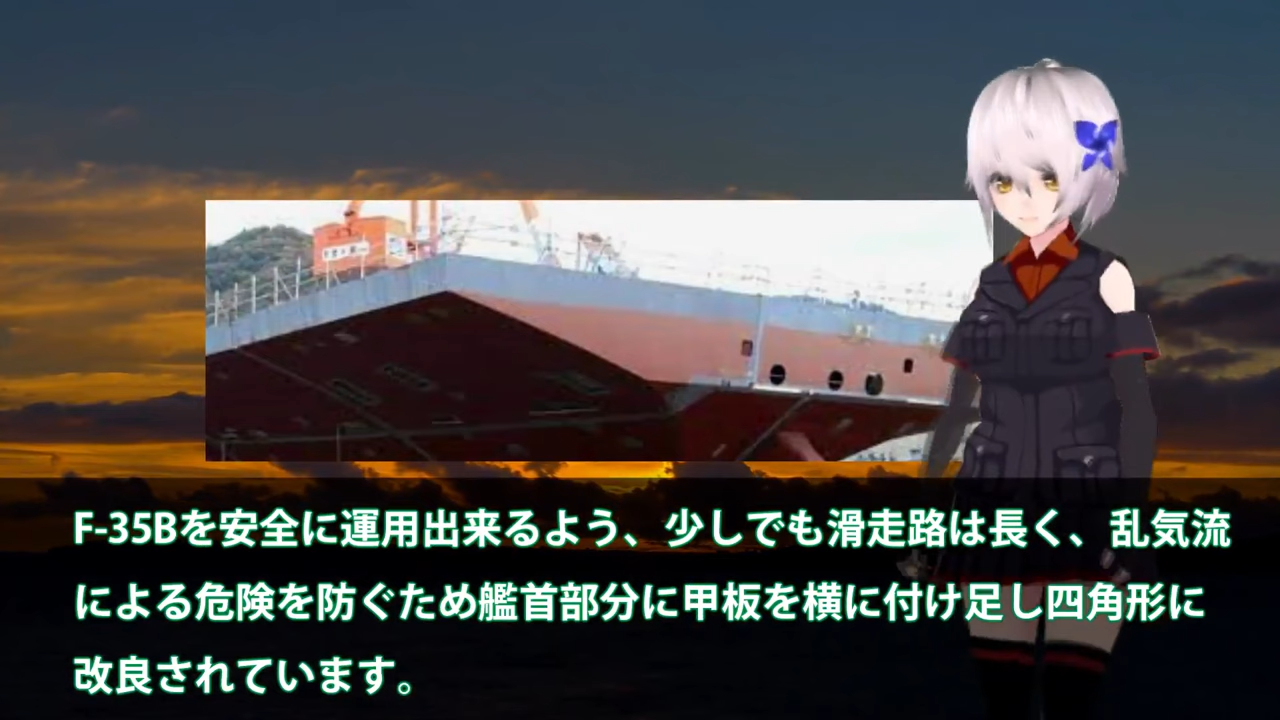 F-35Bを安全に運用出来るよう、少しでも滑走路は長く、乱気流
による危険を防ぐため艦首部分に甲板を横に付け足し四角形に
改良されています。